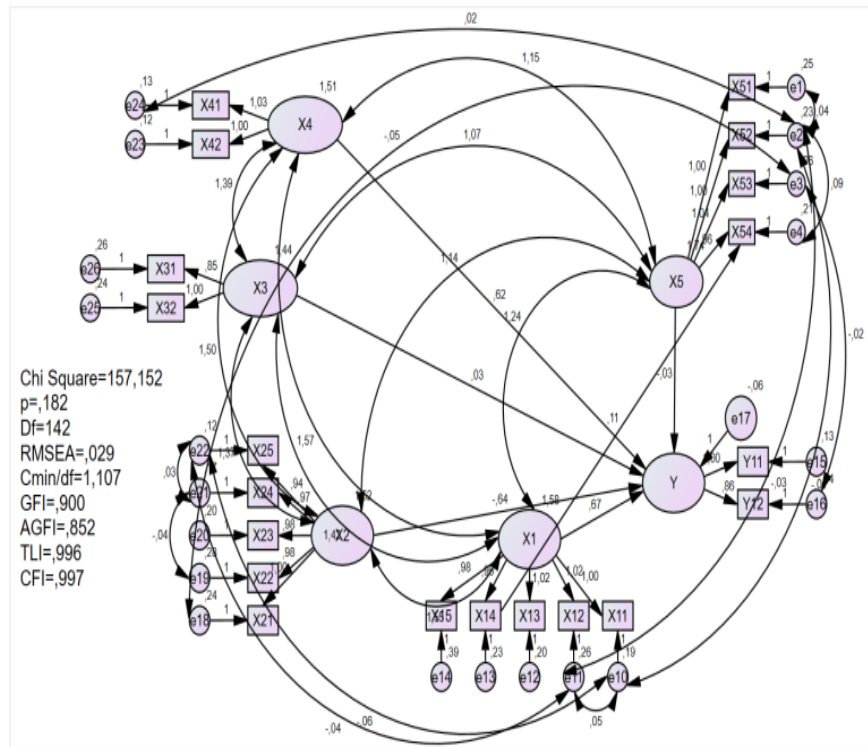 ,02
1,15
,25
,13
1,51
X51
1
e1
e24
1
X41
1,03
X4
,23
,04
,12
X52
1
e2
e23
1
X42
1,00
-,05
1,07
X53
1
e3
,09
1,39
1,00
1,00
,21
1,04
X54
1
e4
,26
1,44
1,14
e26
1
X31
,85
X3
X5
,24
,62
e25
1
X32
1,00
1,24
-,02
1,50
,03
-,03
Chi Square=157,152
p=,182
Df=142
RMSEA=,029
Cmin/df=1,107
GFI=,900
AGFI=,852
TLI=,996
CFI=,997
,11
-,06
e17
,12
1,57
1
,13
e22
1
X25
Y11
1
e15
,03
,94
-,64
1,58
Y
e21
1
X24
,97
,67
,86
-,03
Y12
1
e16
,20
X2
X1
e20
1
X23
,98
-,04
,28
,98
,98
1,02
1,02
1,00
e19
1
X22
,24
e18
1
X21
X15
X14
X13
X12
X11
1
1
1
1
1
,39
,23
,20
,26
,19
e14
e13
e12
e11
e10
-,04
-,06
,05